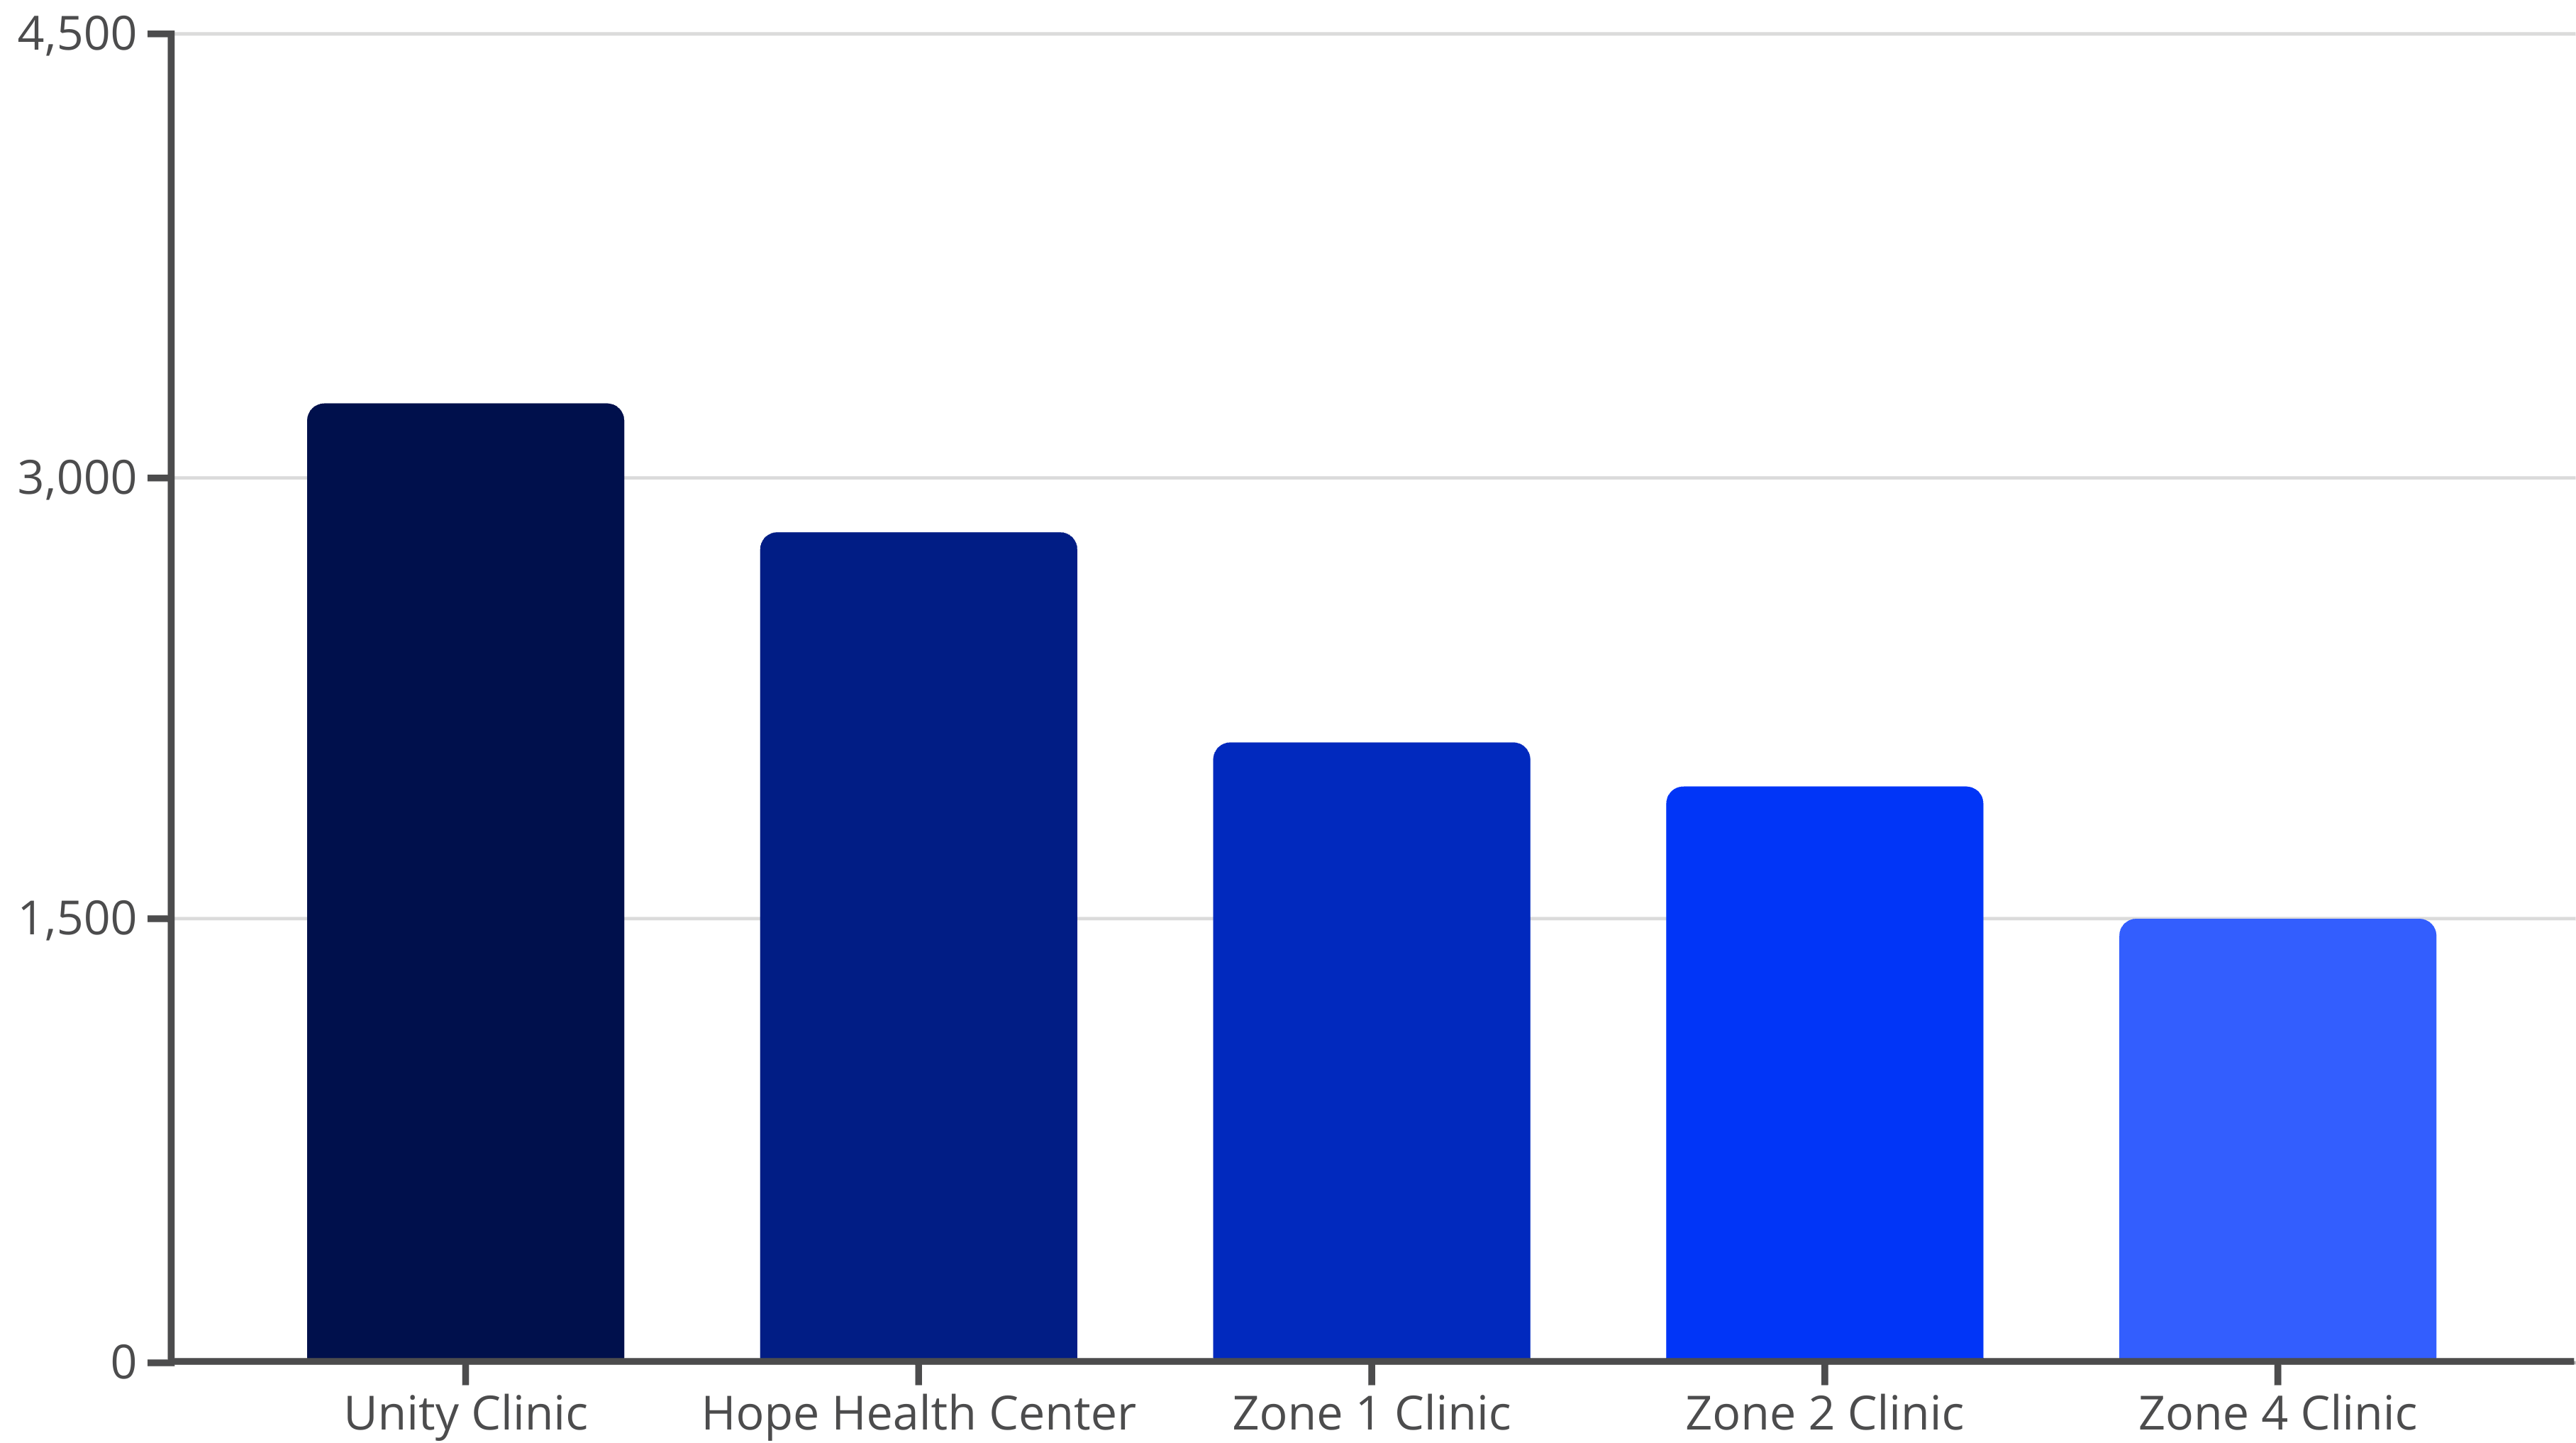 4,500
3,000
1,500
0
Unity Clinic
Hope Health Center
Zone 1 Clinic
Zone 2 Clinic
Zone 4 Clinic